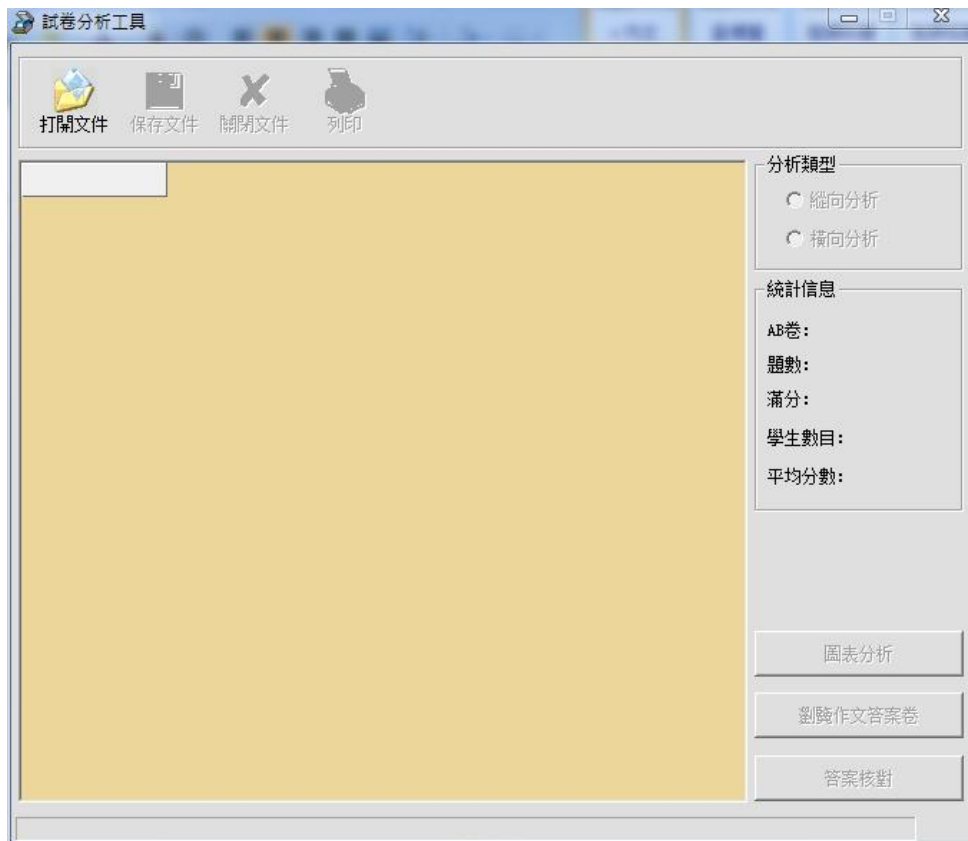 試卷分析工具
打開文件 保存文件 關閉文件 列印
分析類型
縱向分析
橫向分析
統計信息
AB卷:
題數:
滿分:
學生數目:
平均分數:
圖表分析
劉覽作文答案卷
答案核對